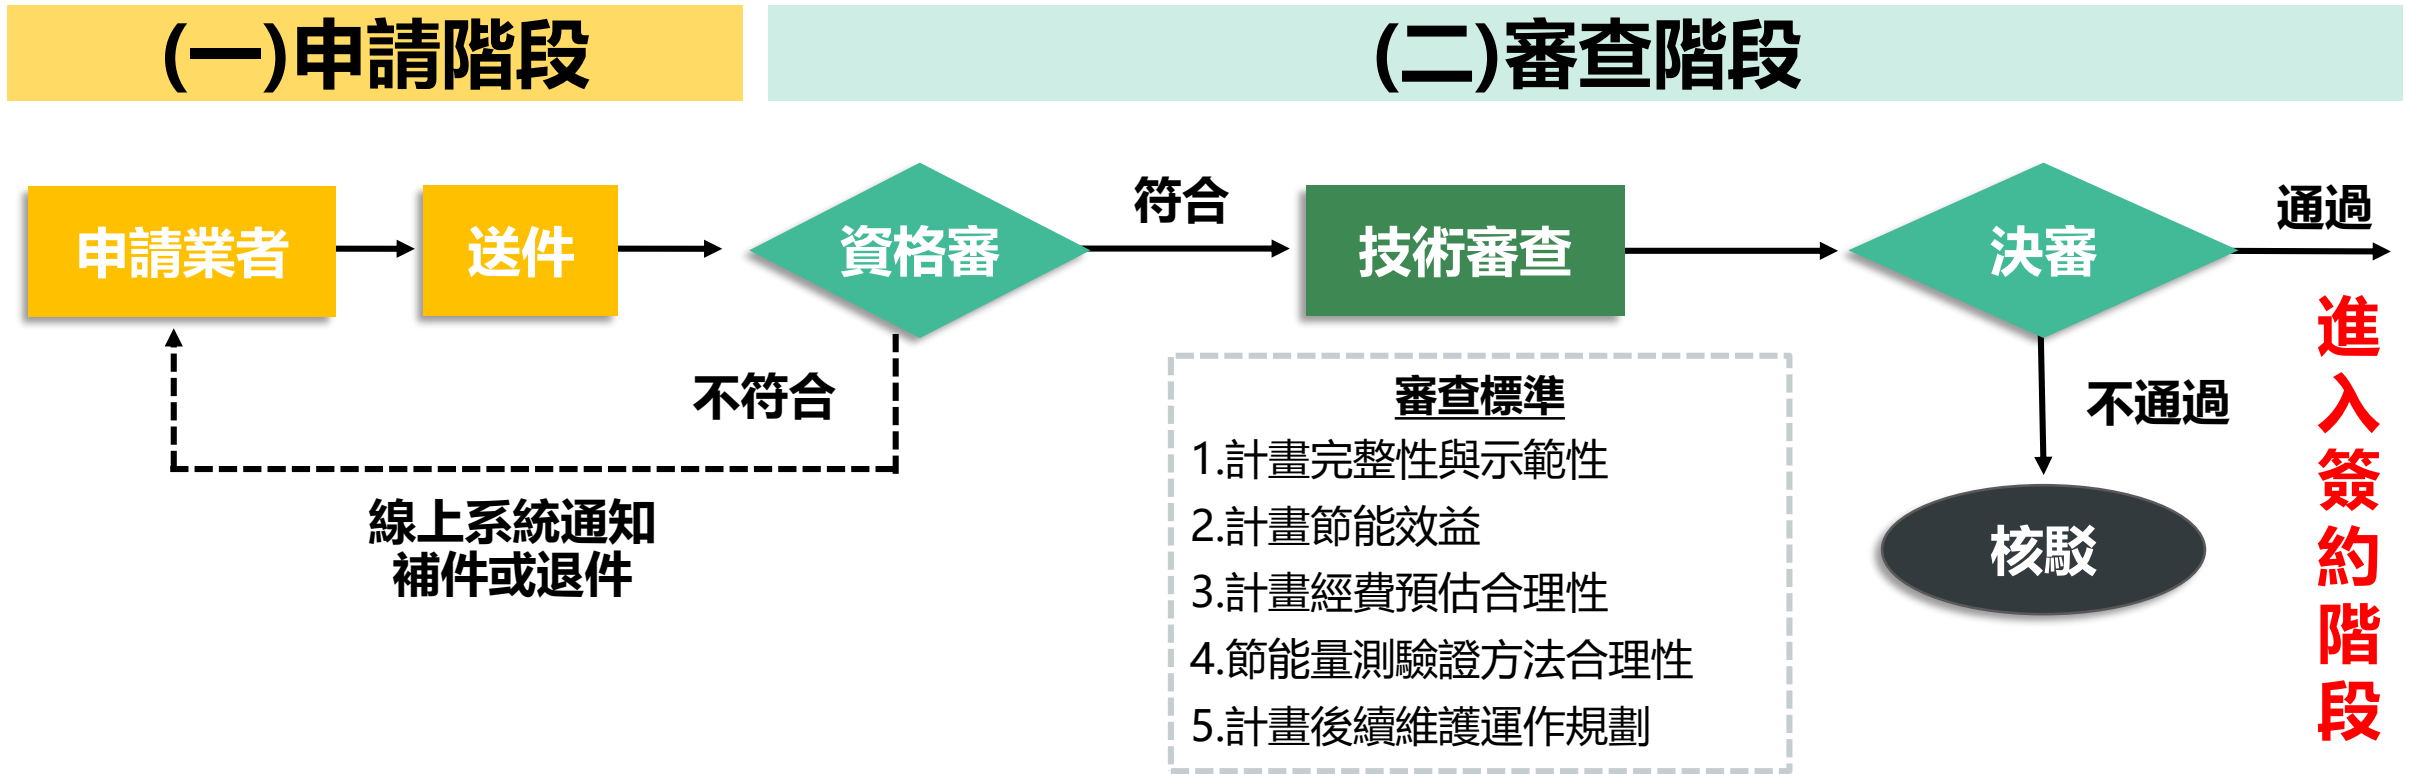 (一)申請階段
(二)審查階段
申請業者
送件
資格審
符合
技術審查
決審
通過
不符合
線上系統通知
補件或退件
審查標準
1.計畫完整性與示範性
2.計畫節能效益
3.計畫經費預估合理性
4.節能量測驗證方法合理性
5.計畫後續維護運作規劃
不通過
核駁
進入簽約階段